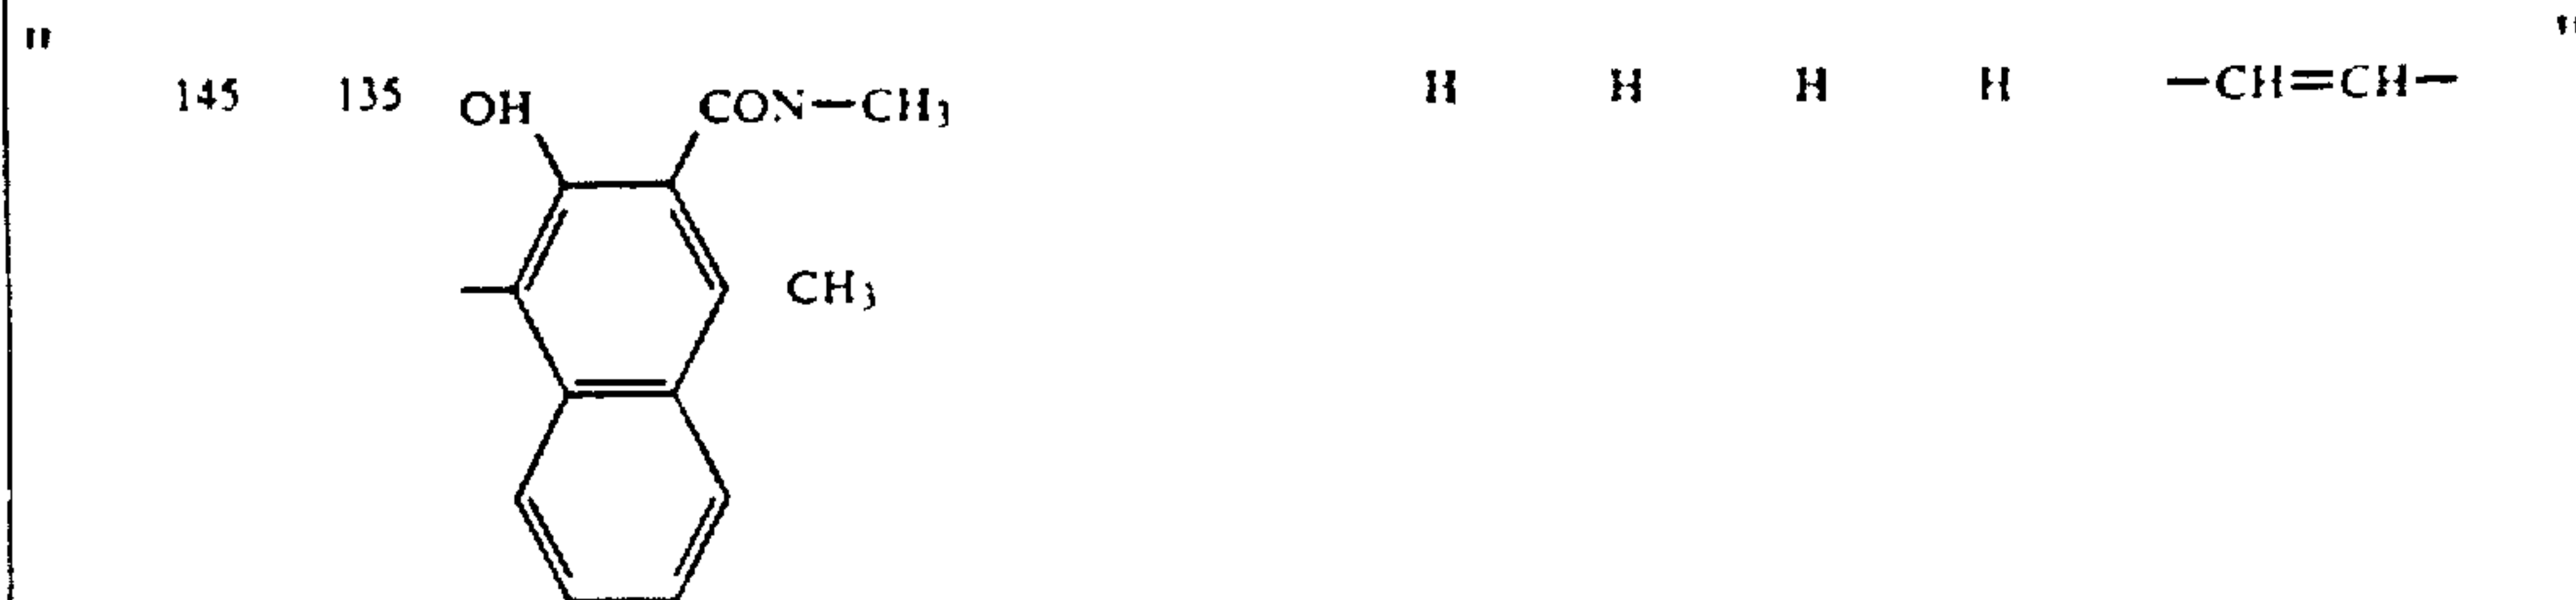 "
145 135 OH CON—CH₃ H H H H —CH=CH—
CH₃